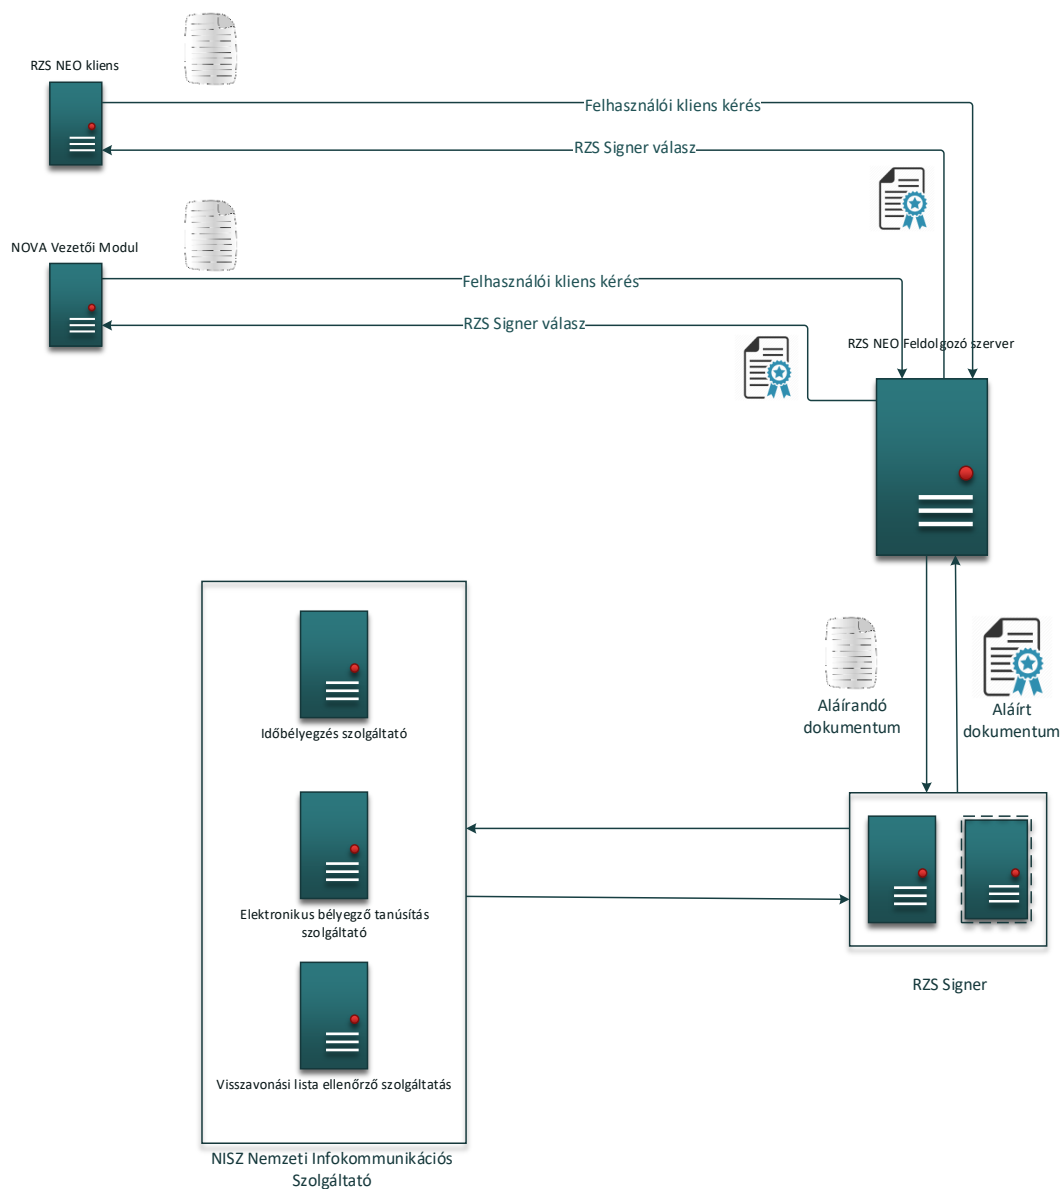 RZS NEO kliens
Felhasználói kliens kérés
RZS Signer válasz
NOVA Vezetői Modul
Felhasználói kliens kérés
RZS Signer válasz
RZS NEO Feldolgozó szerver
Aláírandó
dokumentum
Aláírt
dokumentum
Időbélyegzés szolgáltató
Elektronikus bélyegző tanúsítás
szolgáltató
RZS Signer
Visszavonási lista ellenőrző szolgáltatás
NISZ Nemzeti Infokommunikációs
Szolgáltató